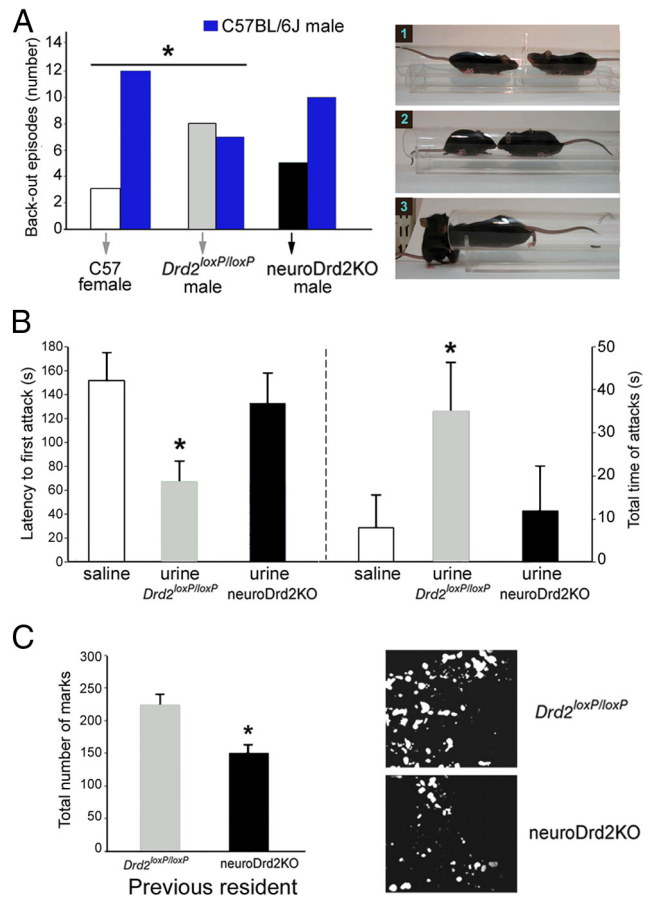 A
C57BL/6J male
Back-out episodes (number)
14
12
10
8
6
4
2
0
*
C57
female
Drd2loxP/loxP
male
neuroDrd2KO
male
1
2
3
B
Latency to first attack (s)
180
160
140
120
100
80
60
40
20
0
*
saline
urine
Drd2loxP/loxP
urine
neuroDrd2KO
*
saline
urine
Drd2loxP/loxP
urine
neuroDrd2KO
50
40
30
20
10
0
Total time of attacks (s)
C
Total number of marks
300
250
200
150
100
50
0
*
Drd2loxP/loxP
neuroDrd2KO
Previous resident
Drd2loxP/loxP
neuroDrd2KO